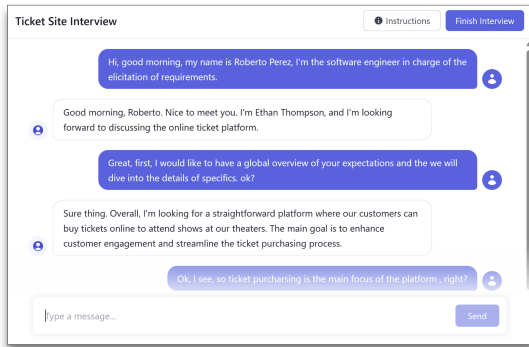 Ticket Site Interview
Instructions
Finish Interview
Hi, good morning, my name is Roberto Perez, I'm the software engineer in charge of the
elicitation of requirements.
Good morning, Roberto. Nice to meet you. I'm Ethan Thompson, and I'm looking
forward to discussing the online ticket platform.
Great, first, I would like to have a global overview of your expectations and the we will
dive into the details of specifics. ok?
Sure thing. Overall, I'm looking for a straightforward platform where our customers can
buy tickets online to attend shows at our theaters. The main goal is to enhance
customer engagement and streamline the ticket purchasing process.
Ok, I see, so ticket purcharsing is the main focus of the platform , right?
Type a message...
Send